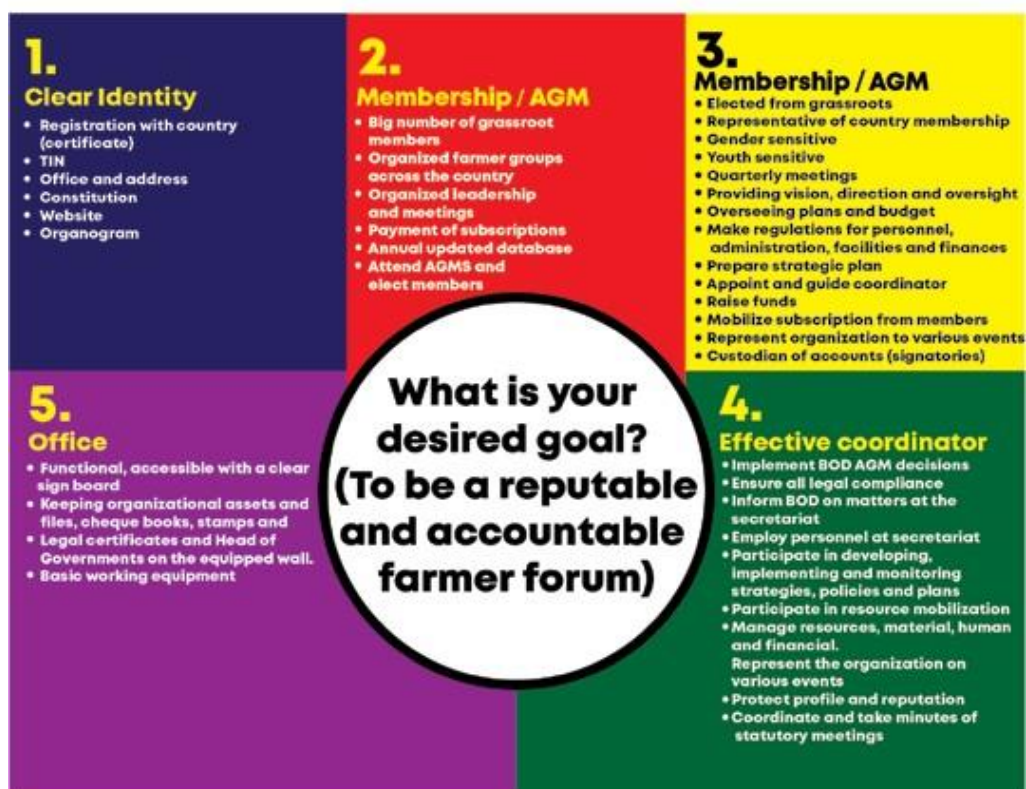 1.
Clear Identity
• Registration with country
(certificate)
• TIN
• Office and address
• Constitution
• Website
• Organogram
2.
Membership / AGM
• Big number of grassroot
members
• Organized farmer groups
across the country
• Organized leadership
and meetings
• Payment of subscriptions
• Annual updated database
• Attend AGMS and
elect members
3.
Membership / AGM
• Elected from grassroots
• Representative of country membership
• Gender sensitive
• Youth sensitive
• Quarterly meetings
• Providing vision, direction and oversight
• Overseeing plans and budget
• Make regulations for personnel,
administration, facilities and finances
• Prepare strategic plan
• Appoint and guide coordinator
• Raise funds
• Mobilize subscription from members
• Represent organization to various events
• Custodian of accounts (signatories)
What is your
desired goal?
(To be a reputable
and accountable
farmer forum)
4.
Effective coordinator
• Implement BOD AGM decisions
• Ensure all legal compliance
• Inform BOD on matters at the
secretariat
• Employ personnel at secretariat
• Participate in developing,
implementing and monitoring
strategies, policies and plans
• Participate in resource mobilization
• Manage resources, material, human
and financial.
Represent the organization on
various events
• Protect profile and reputation
• Coordinate and take minutes of
statutory meetings
5.
Office
• Functional, accessible with a clear
sign board
• Keeping organizational assets and
files, cheque books, stamps and
• Legal certificates and Head of
Governments on the equipped wall.
• Basic working equipment